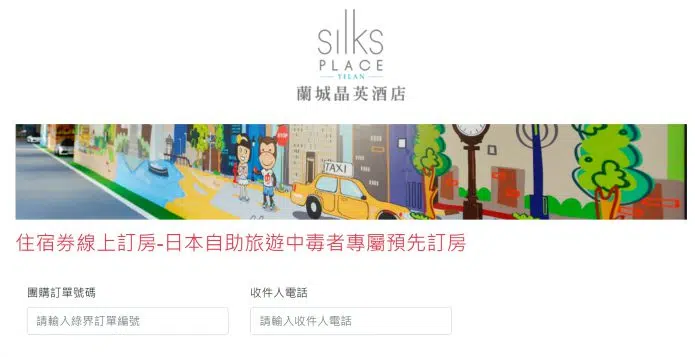 silks
PLACE
YILAN
蘭城晶英酒店
STOP
TAXI
住宿券線上訂房-日本自助旅遊中毒者專屬預先訂房
團購訂單號碼
收件人電話
請輸入綠界訂單編號
請輸入收件人電話